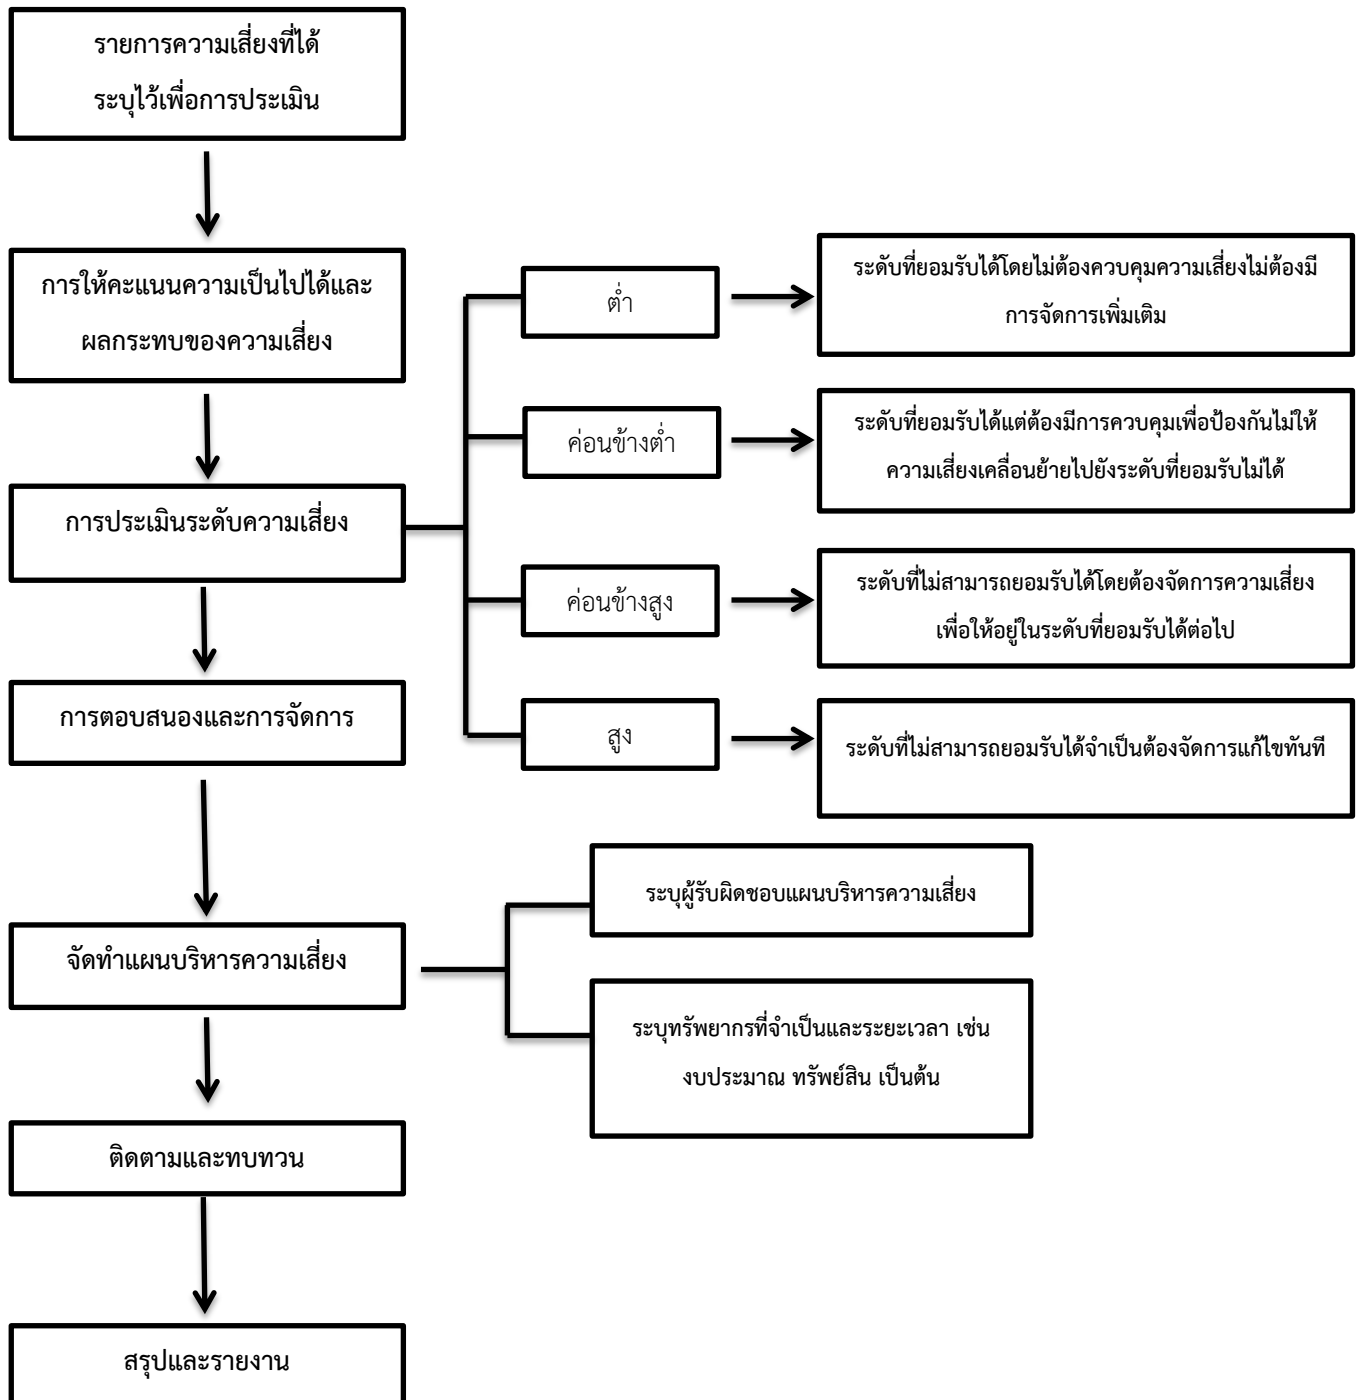 รายการความเสี่ยงที่ได้
ระบุไว้เพื่อการประเมิน
การให้คะแนนความเป็นไปได้และ
ผลกระทบของความเสี่ยง
การประเมินระดับความเสี่ยง
ต่ำ
ระดับที่ยอมรับได้โดยไม่ต้องควบคุมความเสี่ยงไม่ต้องมี
การจัดการเพิ่มเติม
ค่อนข้างต่ำ
ระดับที่ยอมรับได้แต่ต้องมีการควบคุมเพื่อป้องกันไม่ให้
ความเสี่ยงเคลื่อนย้ายไปยังระดับที่ยอมรับไม่ได้
ค่อนข้างสูง
ระดับที่ไม่สามารถยอมรับได้โดยต้องจัดการความเสี่ยง
เพื่อให้อยู่ในระดับที่ยอมรับได้ต่อไป
สูง
ระดับที่ไม่สามารถยอมรับได้จำเป็นต้องจัดการแก้ไขทันที
การตอบสนองและการจัดการ
จัดทำแผนบริหารความเสี่ยง
ระบุผู้รับผิดชอบแผนบริหารความเสี่ยง
ระบุทรัพยากรที่จำเป็นและระยะเวลา เช่น
งบประมาณ ทรัพย์สิน เป็นต้น
ติดตามและทบทวน
สรุปและรายงาน